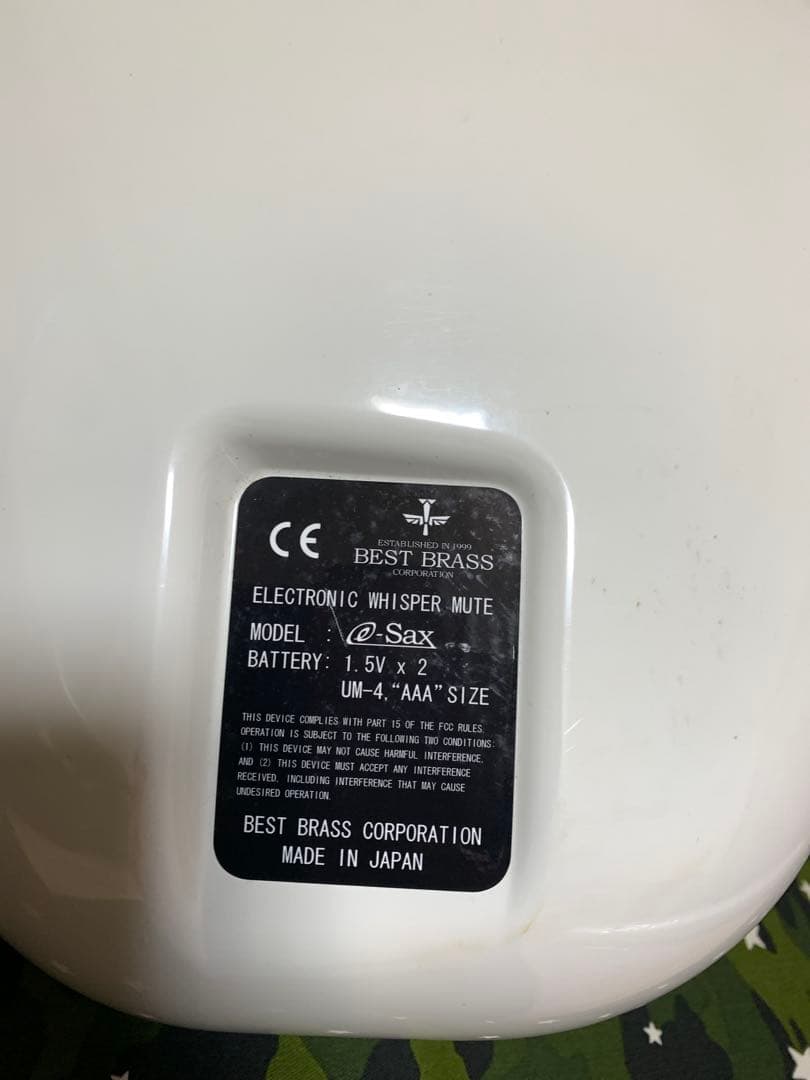 CE
ESTABLISHED IN 1999
BEST BRASS
CORPORATION
ELECTRONIC WHISPER MUTE
MODEL : e-Sax
BATTERY: 1.5V x 2
UM-4,“AAA”SIZE
THIS DEVICE COMPLIES WITH PART 15 OF THE FCC RULES.
OPERATION IS SUBJECT TO THE FOLLOWING TWO CONDITIONS:
(1) THIS DEVICE MAY NOT CAUSE HARMFUL INTERFERENCE,
AND (2) THIS DEVICE MUST ACCEPT ANY INTERFERENCE
RECEIVED, INCLUDING INTERFERENCE THAT MAY CAUSE
UNDESIRED OPERATION.
BEST BRASS CORPORATION
MADE IN JAPAN